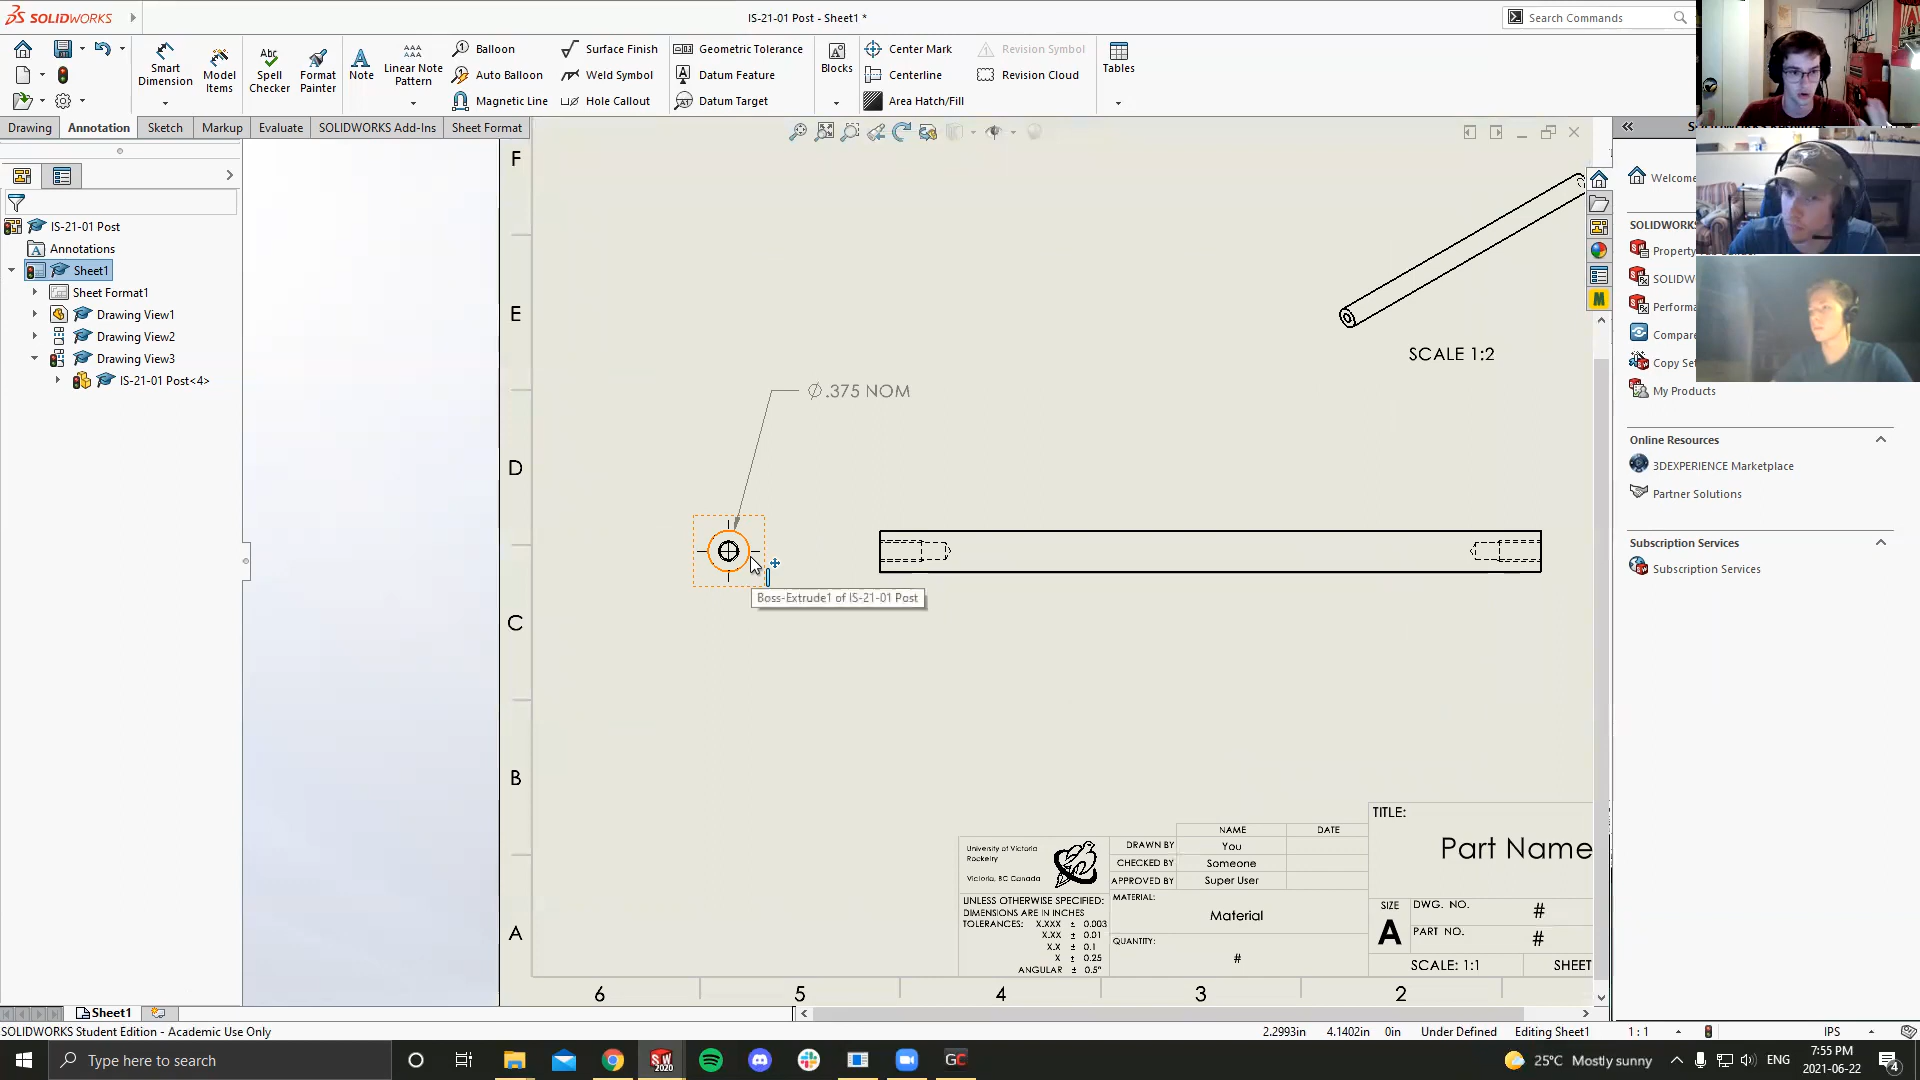 SOLIDWORKS
IS-21-01 Post - Sheet1 *
Search Commands
Smart Dimension
Model Items
Spell Checker
Abc
Format Painter
Note
Linear Note Pattern
Balloon
Auto Balloon
Magnetic Line
Surface Finish
Weld Symbol
Hole Callout
Geometric Tolerance
Datum Feature
Datum Target
Blocks
Center Mark
Centerline
Area Hatch/Fill
Revision Symbol
Revision Cloud
Tables
Drawing
Annotation
Sketch
Markup
Evaluate
SOLIDWORKS Add-Ins
Sheet Format
IS-21-01 Post
Annotations
Sheet1
Sheet Format1
Drawing View1
Drawing View2
Drawing View3
IS-21-01 Post<4>
F
E
D
C
B
A
SCALE 1:2
Ø.375 NOM
Boss-Extrude1 of IS-21-01 Post
University of Victoria
Rocketry
Victoria, BC Canada
UNLESS OTHERWISE SPECIFIED:
DIMENSIONS ARE IN INCHES
TOLERANCES: X.XXX ± 0.003
X.XX ± 0.01
X.X ± 0.1
X ± 0.25
ANGULAR ± 0.5°
NAME
DATE
DRAWN BY
You
CHECKED BY
Someone
APPROVED BY
Super User
MATERIAL:
Material
QUANTITY:
#
TITLE:
Part Name
SIZE
A
DWG. NO.
#
PART NO.
#
SCALE: 1:1
SHEET
6
5
4
3
2
Welcome
SOLIDWORKS
Property
SOLIDW
Performa
Compare
Copy Set
My Products
Online Resources
3DEXPERIENCE Marketplace
Partner Solutions
Subscription Services
Subscription Services
Sheet1
SOLIDWORKS Student Edition - Academic Use Only
2.2993in
4.1402in
0in
Under Defined
Editing Sheet1
1 : 1
IPS
Type here to search
SW
2020
GC
25°C Mostly sunny
ENG
7:55 PM
2021-06-22
4